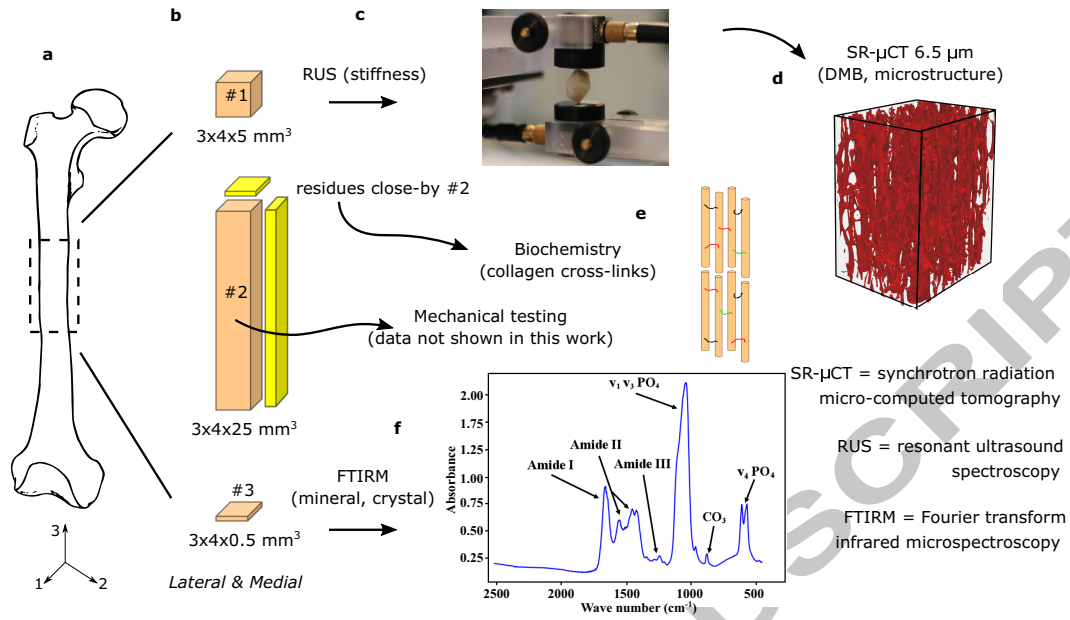 a
b
c
d
e
f
RUS (stiffness)
#1
3x4x5 mm³
SR-μCT 6.5 μm
(DMB, microstructure)
residues close-by #2
Biochemistry
(collagen cross-links)
#2
Mechanical testing
(data not shown in this work)
3x4x25 mm³
FTIRM
(mineral, crystal)
#3
3x4x0.5 mm³
Lateral & Medial
3
1
2
Absorbance
2.00
1.75
1.25
1.00
0.50
0.25
v₁ v₃ PO₄
Amide I
Amide II
Amide III
CO₃
v₄ PO₄
2500
2000
1500
1000
500
Wave number (cm⁻¹)
SR-μCT = synchrotron radiation
micro-computed tomography
RUS = resonant ultrasound
spectroscopy
FTIRM = Fourier transform
infrared microspectroscopy
SCRIPT